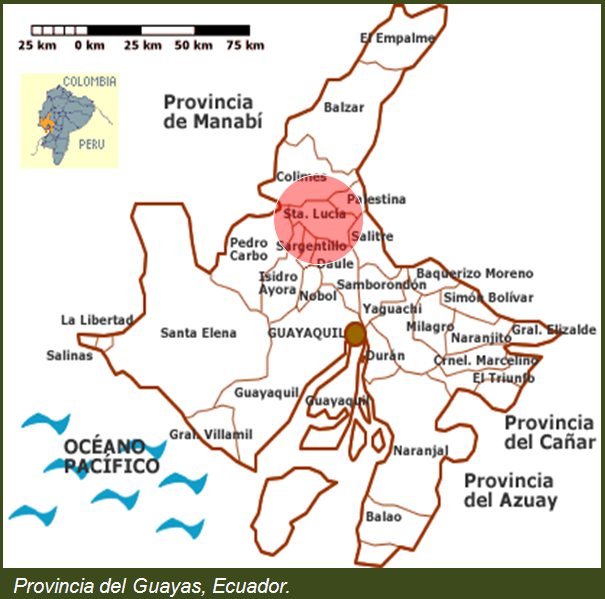 25 km 0 km 25 km 50 km 75 km
COLOMBIA
PERU
Provincia
de Manabí
El Empalme
Balzar
Colimes
Palestina
Sta. Lucía
Salitre
Pedro
Carbo
Sargentillo
Daule
Isidro
Ayora
Nobol
Samborondón
Baquerizo Moreno
Simón Bolívar
Yaguachi
La Libertad
Santa Elena
GUAYAQUIL
Milagro
Naranjito
Gral. Elizalde
Salinas
Durán
Crnel. Marcelino
El Triunfo
Guayaquil
Guayaquil
Gral. Villamil
Provincia
del Cañar
OCÉANO
PACÍFICO
Naranjal
Provincia
del Azuay
Balao
Provincia del Guayas, Ecuador.